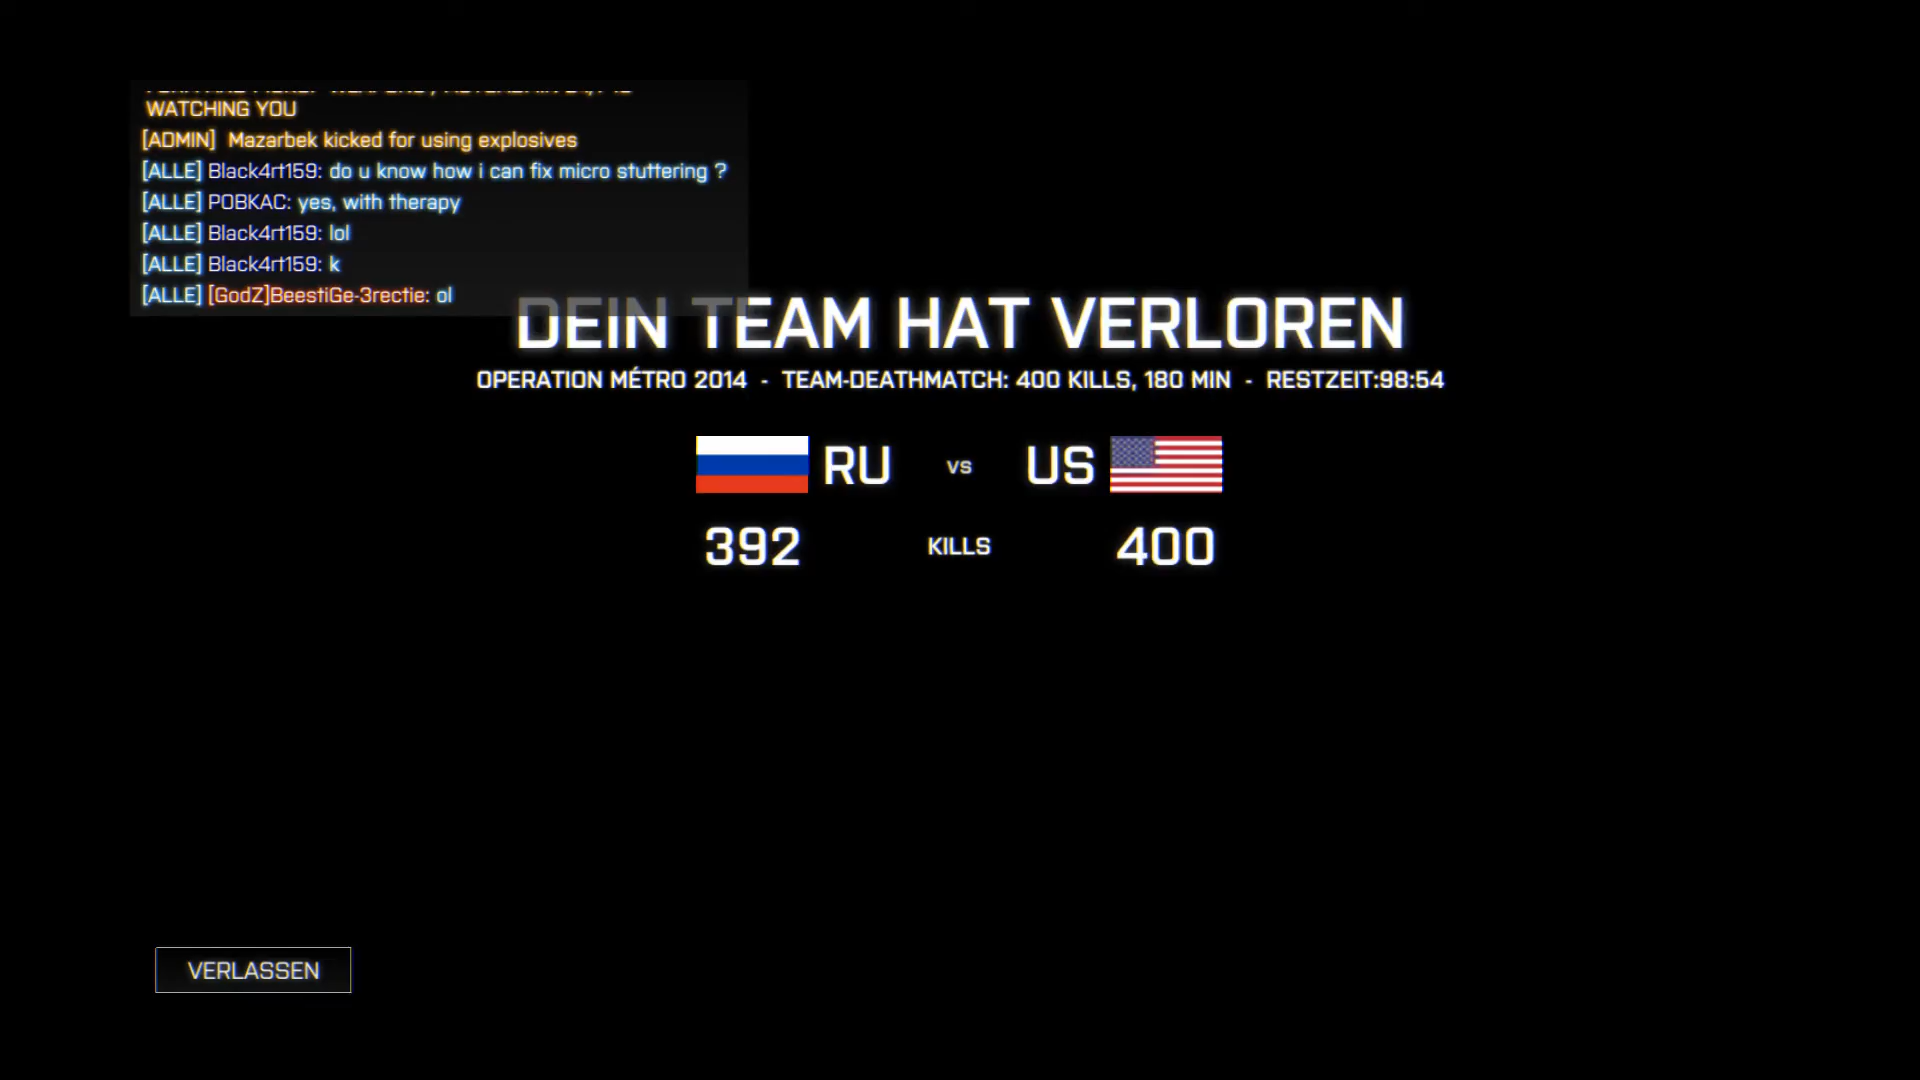 WATCHING YOU
[ADMIN] Mazarbek kicked for using explosives
[ALLE] Black4rt159: do u know how i can fix micro stuttering ?
[ALLE] POBKAC: yes, with therapy
[ALLE] Black4rt159: lol
[ALLE] Black4rt159: k
[ALLE] [GodZ]BeestiGe-3rectie: ol
DEIN TEAM HAT VERLOREN
OPERATION MÉTRO 2014 - TEAM-DEATHMATCH: 400 KILLS, 180 MIN - RESTZEIT:98:54
RU vs US
392 KILLS 400
VERLASSEN